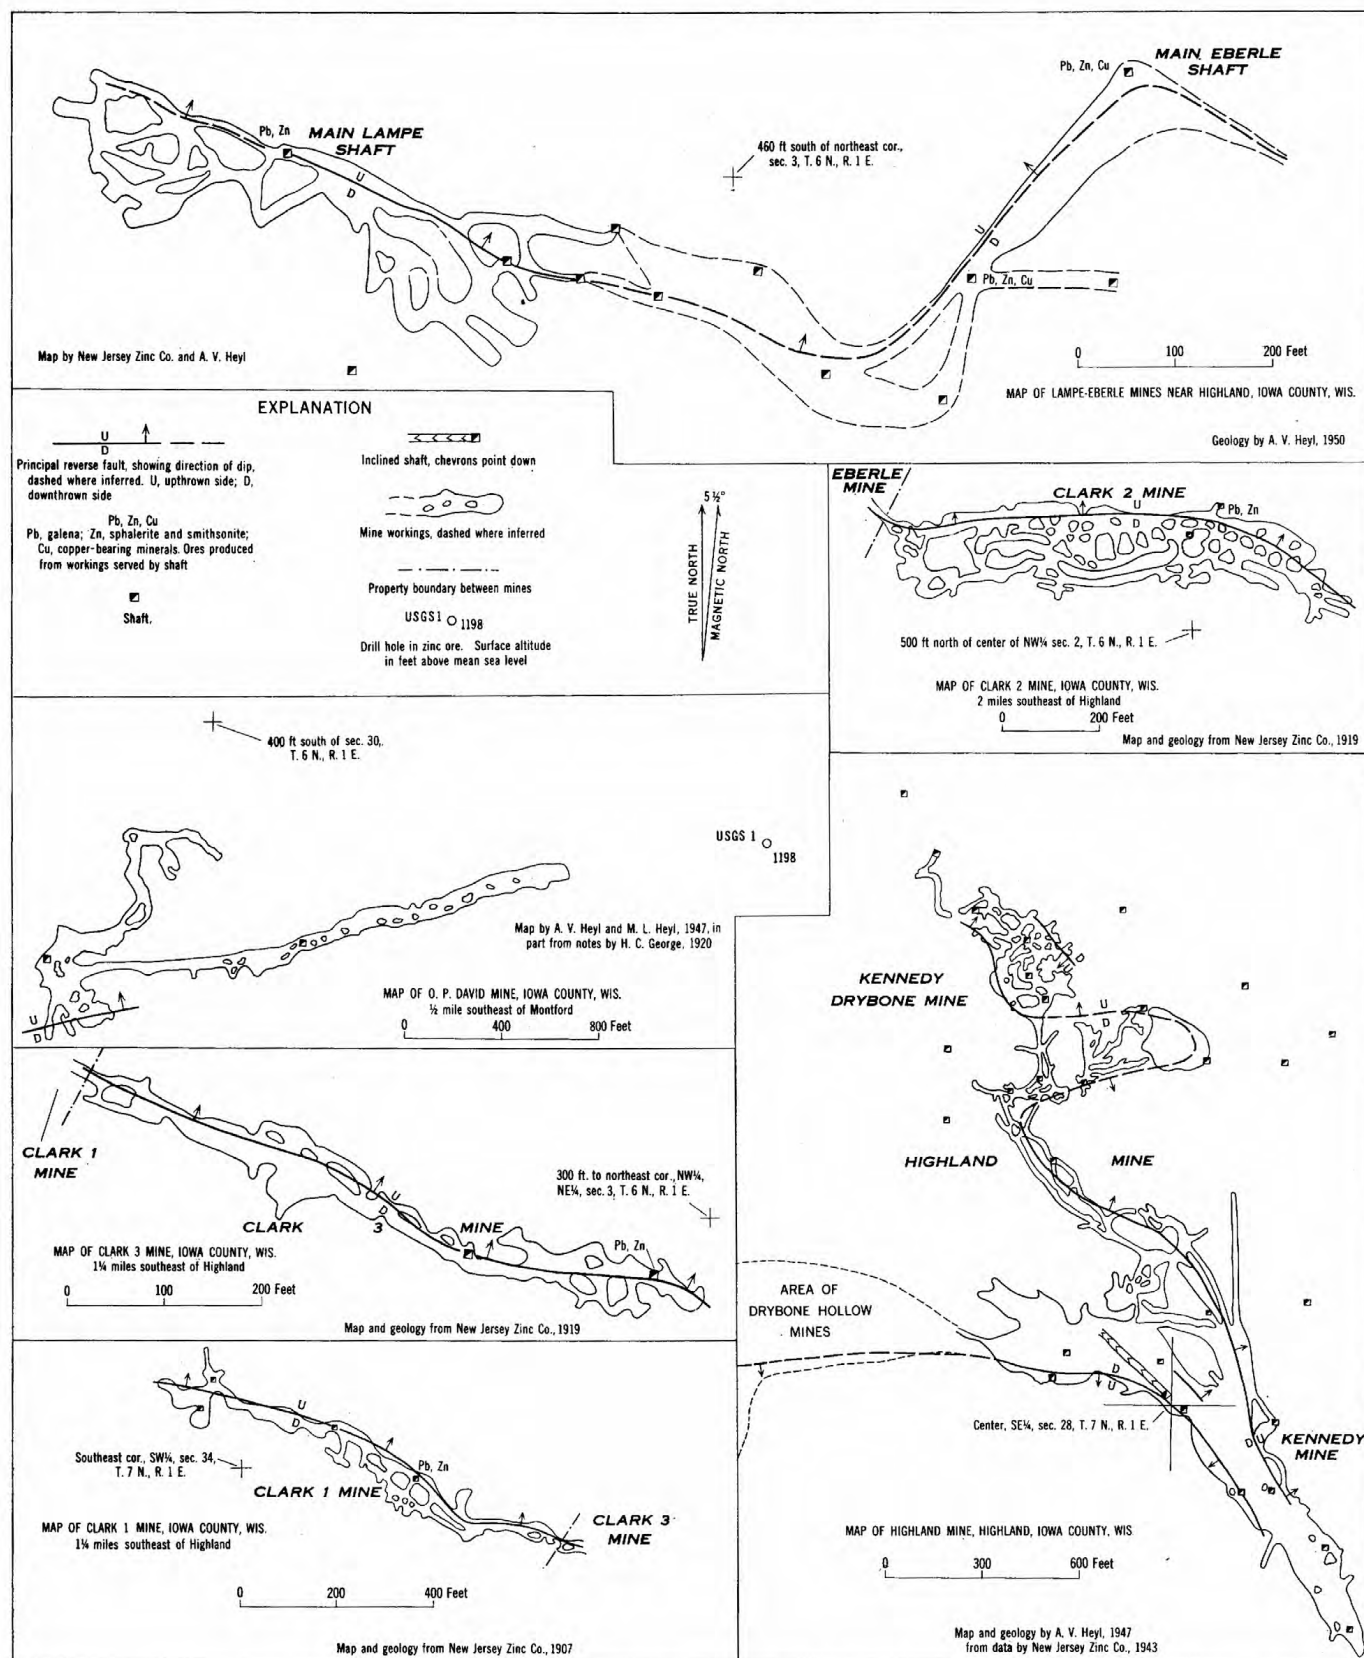 MAIN EBERLE
SHAFT
Pb, Zn, Cu
Pb, Zn
MAIN LAMPE
SHAFT
U
D
460 ft south of northeast cor.,
sec. 3, T. 6 N., R. 1 E.
U
D
Pb, Zn, Cu
Map by New Jersey Zinc Co. and A. V. Heyl
0 100 200 Feet
MAP OF LAMPE-EBERLE MINES NEAR HIGHLAND, IOWA COUNTY, WIS.
Geology by A. V. Heyl, 1950
EXPLANATION
U
D
Principal reverse fault, showing direction of dip,
dashed where inferred. U, upthrown side; D,
downthrown side
Pb, Zn, Cu
Pb, galena; Zn, sphalerite and smithsonite;
Cu, copper-bearing minerals. Ores produced
from workings served by shaft
Shaft.
Inclined shaft, chevrons point down
Mine workings, dashed where inferred
Property boundary between mines
USGS 1
1198
Drill hole in zinc ore. Surface altitude
in feet above mean sea level
5½°
TRUE NORTH
MAGNETIC NORTH
EBERLE
MINE
CLARK 2 MINE
U
D
Pb, Zn
500 ft north of center of NW¼ sec. 2, T. 6 N., R. 1 E.
MAP OF CLARK 2 MINE, IOWA COUNTY, WIS.
2 miles southeast of Highland
0 200 Feet
Map and geology from New Jersey Zinc Co., 1919
400 ft south of sec. 30,
T. 6 N., R. 1 E.
USGS 1
1198
Map by A. V. Heyl and M. L. Heyl, 1947, in
part from notes by H. C. George, 1920
MAP OF O. P. DAVID MINE, IOWA COUNTY, WIS.
½ mile southeast of Montford
0 400 800 Feet
U
D
CLARK 1
MINE
CLARK 3 MINE
U
D
300 ft. to northeast cor., NW¼,
NE¼, sec. 3, T. 6 N., R. 1 E.
Pb, Zn
MAP OF CLARK 3 MINE, IOWA COUNTY, WIS.
1¼ miles southeast of Highland
0 100 200 Feet
Map and geology from New Jersey Zinc Co., 1919
U
D
Southeast cor., SW¼, sec. 34,
T. 7 N., R. 1 E.
Pb, Zn
CLARK 1 MINE
CLARK 3
MINE
MAP OF CLARK 1 MINE, IOWA COUNTY, WIS.
1¼ miles southeast of Highland
0 200 400 Feet
Map and geology from New Jersey Zinc Co., 1907
KENNEDY
DRYBONE MINE
U
D
HIGHLAND MINE
AREA OF
DRYBONE HOLLOW
MINES
D
U
Center, SE¼, sec. 28, T. 7 N., R. 1 E.
D U
KENNEDY
MINE
MAP OF HIGHLAND MINE, HIGHLAND, IOWA COUNTY, WIS
0 300 600 Feet
Map and geology by A. V. Heyl, 1947
from data by New Jersey Zinc Co., 1943